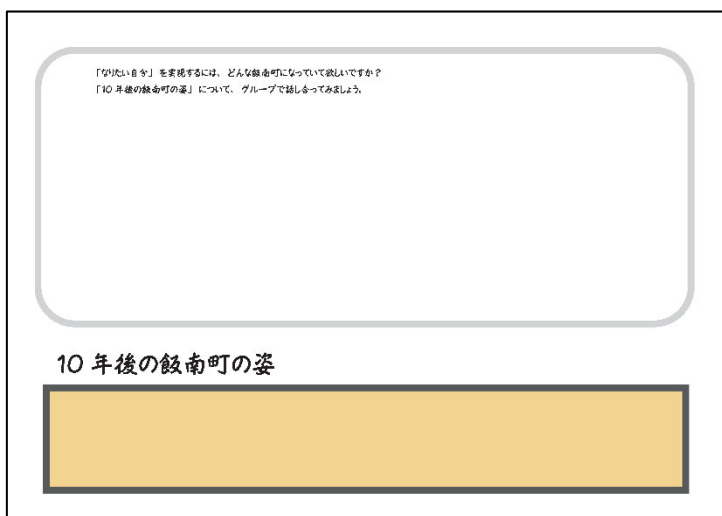 「なりたい自分」を実現するには、どんな飯南町になっていて欲しいですか？
「10年後の飯南町の姿」について、グループで話し合ってみましょう。
10年後の飯南町の姿